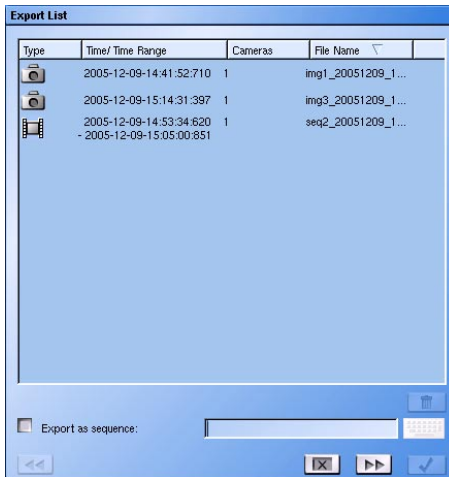 Export List
Type Time/ Time Range Cameras File Name
2005-12-09-14:41:52:710 1 img1_20051209_1...
2005-12-09-15:14:31:397 1 img3_20051209_1...
2005-12-09-14:53:34:620 1 seq2_20051209_1...
- 2005-12-09-15:05:00:851
Export as sequence: